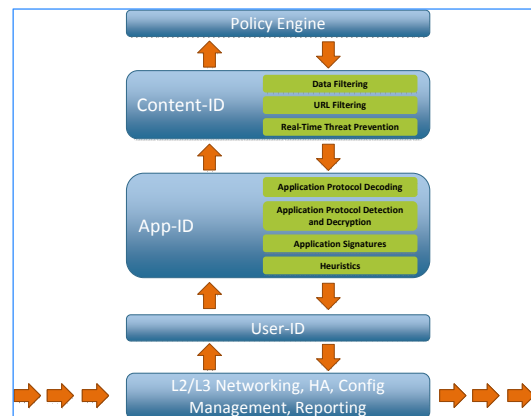 Policy Engine
Content-ID
Data Filtering
URL Filtering
Real-Time Threat Prevention
App-ID
Application Protocol Decoding
Application Protocol Detection
and Decryption
Application Signatures
Heuristics
User-ID
L2/L3 Networking, HA, Config
Management, Reporting